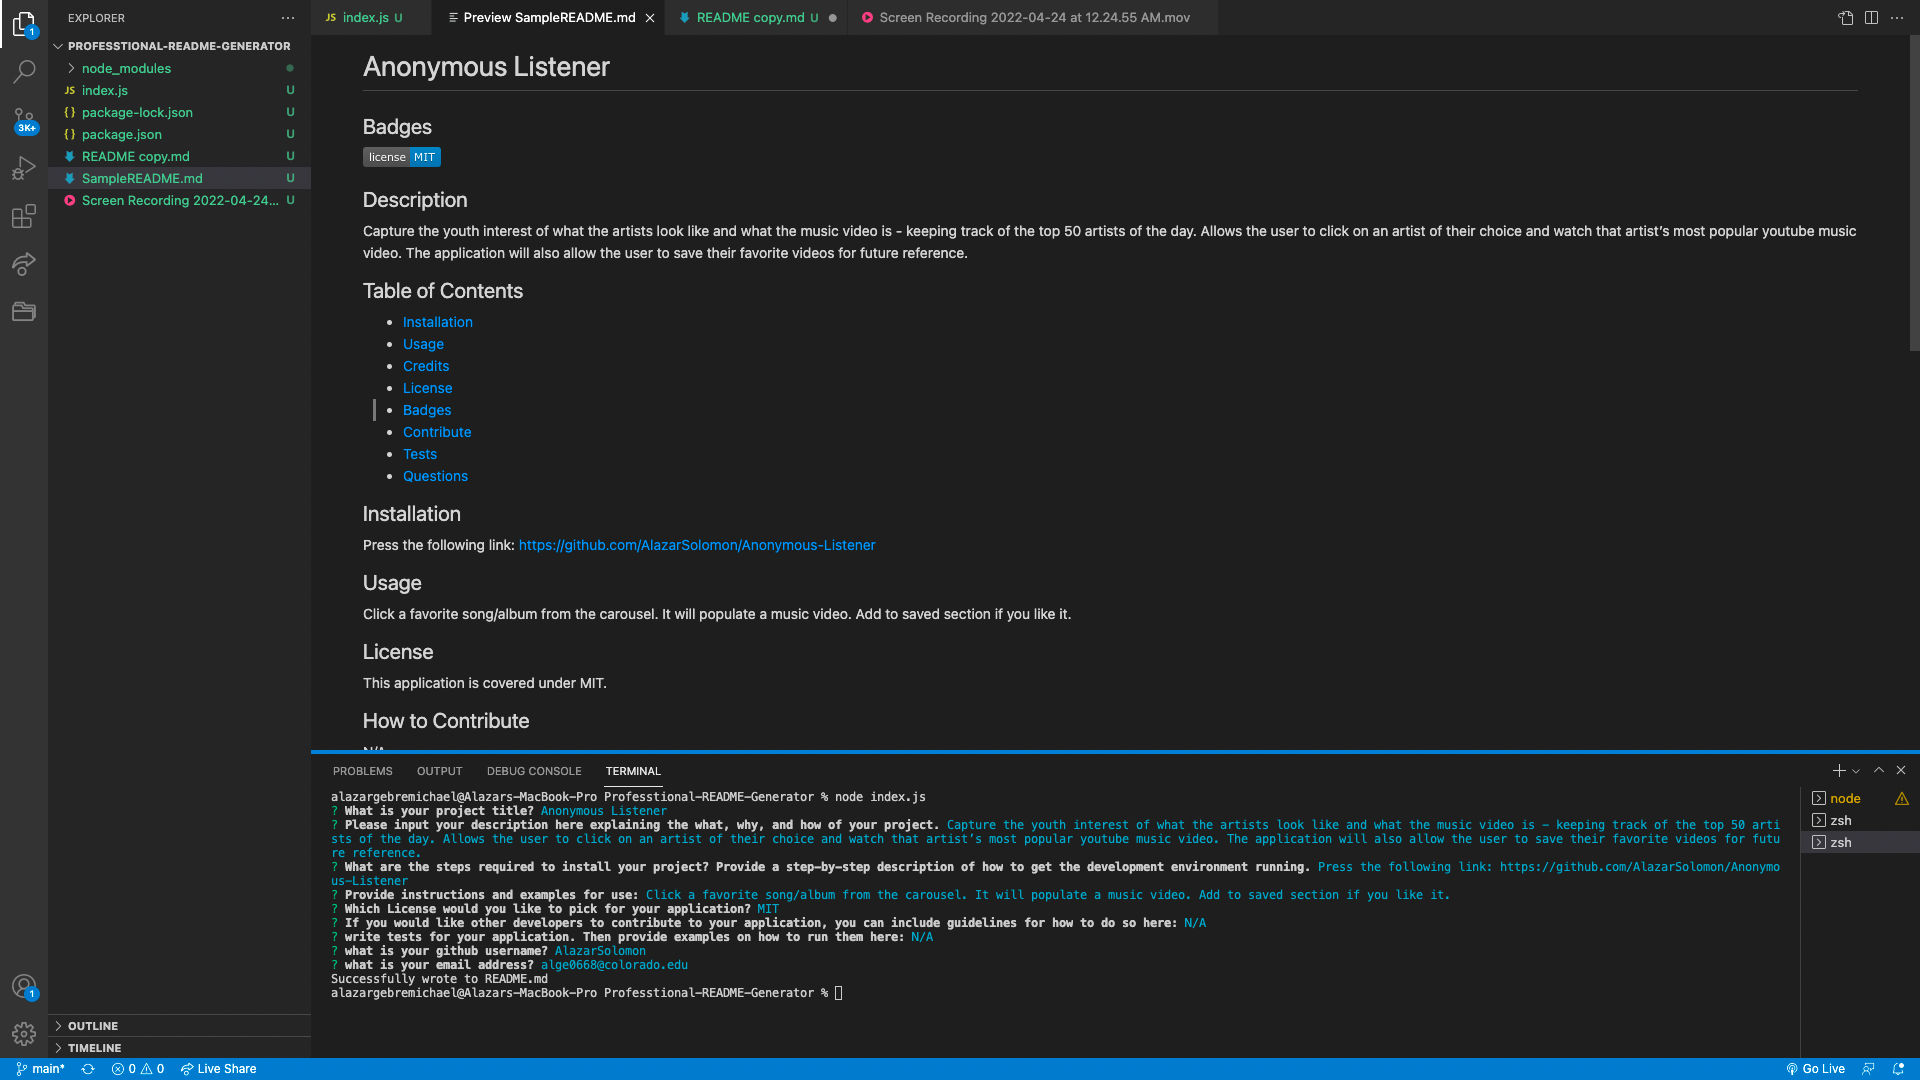 EXPLORER
PROFESSTIONAL-README-GENERATOR
node_modules
JS index.js U
{} package-lock.json U
{} package.json U
README copy.md U
SampleREADME.md U
Screen Recording 2022-04-24... U
OUTLINE
TIMELINE
1
3K+
1
JS index.js U
Preview SampleREADME.md
README copy.md U
Screen Recording 2022-04-24 at 12.24.55 AM.mov
Anonymous Listener
Badges
license MIT
Description
Capture the youth interest of what the artists look like and what the music video is - keeping track of the top 50 artists of the day. Allows the user to click on an artist of their choice and watch that artist's most popular youtube music
video. The application will also allow the user to save their favorite videos for future reference.
Table of Contents
• Installation
• Usage
• Credits
• License
• Badges
• Contribute
• Tests
• Questions
Installation
Press the following link: https://github.com/AlazarSolomon/Anonymous-Listener
Usage
Click a favorite song/album from the carousel. It will populate a music video. Add to saved section if you like it.
License
This application is covered under MIT.
How to Contribute
N/A
PROBLEMS OUTPUT DEBUG CONSOLE TERMINAL
alazargebremichael@Alazars-MacBook-Pro Professtional-README-Generator % node index.js
? What is your project title? Anonymous Listener
? Please input your description here explaining the what, why, and how of your project. Capture the youth interest of what the artists look like and what the music video is - keeping track of the top 50 arti
sts of the day. Allows the user to click on an artist of their choice and watch that artist's most popular youtube music video. The application will also allow the user to save their favorite videos for futu
re reference.
? What are the steps required to install your project? Provide a step-by-step description of how to get the development environment running. Press the following link: https://github.com/AlazarSolomon/Anonymo
us-Listener
? Provide instructions and examples for use: Click a favorite song/album from the carousel. It will populate a music video. Add to saved section if you like it.
? Which License would you like to pick for your application? MIT
? If you would like other developers to contribute to your application, you can include guidelines for how to do so here: N/A
? write tests for your application. Then provide examples on how to run them here: N/A
? what is your github username? AlazarSolomon
? what is your email address? alge0668@colorado.edu
Successfully wrote to README.md
alazargebremichael@Alazars-MacBook-Pro Professtional-README-Generator %
node
zsh
zsh
main* 0 0 Live Share
Go Live